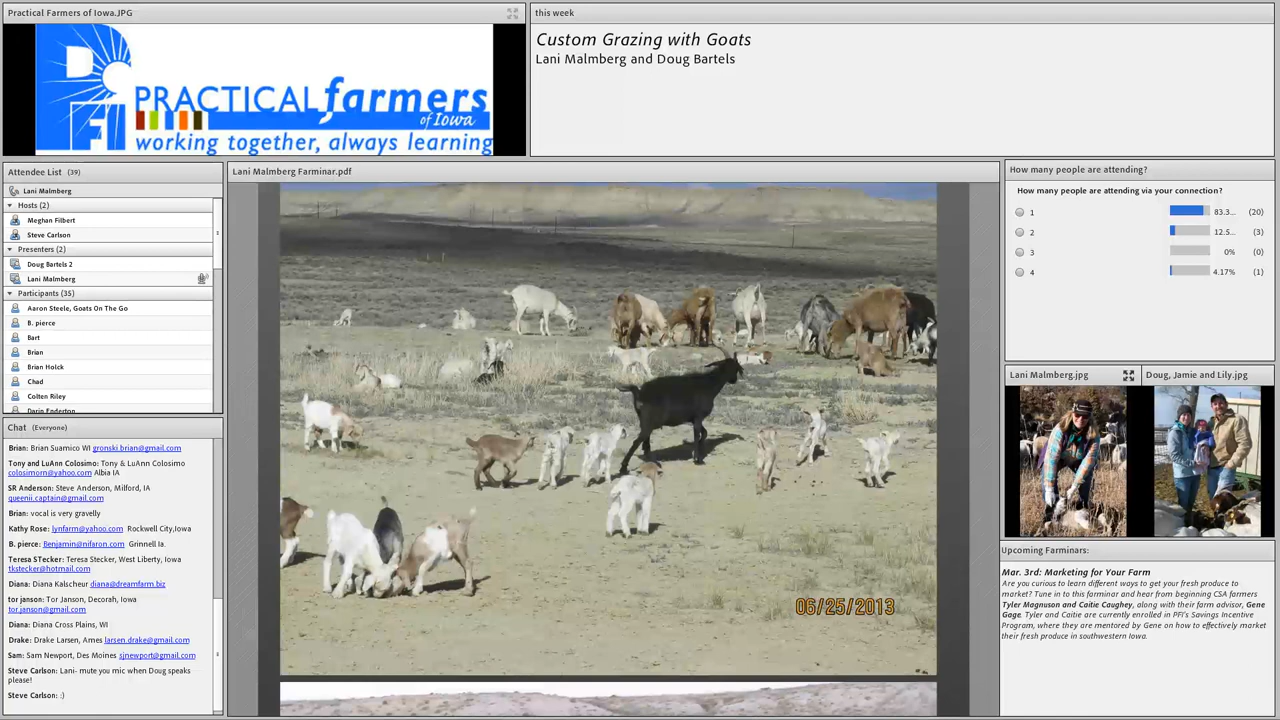 Practical Farmers of Iowa.JPG
PFI
PRACTICAL farmers
of Iowa
working together, always learning
this week
Custom Grazing with Goats
Lani Malmberg and Doug Bartels
Attendee List (39)
Lani Malmberg
Hosts (2)
Meghan Filbert
Steve Carlson
Presenters (2)
Doug Bartels 2
Lani Malmberg
Participants (35)
Aaron Steele, Goats On The Go
B. pierce
Bart
Brian
Brian Holck
Chad
Colten Riley
Darin Enderton
Chat (Everyone)
Brian: Brian Suamico WI gronski.brian@gmail.com
Tony and LuAnn Colosimo: Tony & LuAnn Colosimo
colosimorn@yahoo.com Albia IA
SR Anderson: Steve Anderson, Milford, IA
queenii.captain@gmail.com
Brian: vocal is very gravelly
Kathy Rose: lynfarm@yahoo.com Rockwell City,Iowa
B. pierce: Benjamin@nifaron.com Grinnell Ia.
Teresa STecker: Teresa Stecker, West Liberty, Iowa
tkstecker@hotmail.com
Diana: Diana Kalscheur diana@dreamfarm.biz
tor janson: Tor Janson, Decorah, Iowa
tor.janson@gmail.com
Diana: Diana Cross Plains, WI
Drake: Drake Larsen, Ames larsen.drake@gmail.com
Sam: Sam Newport, Des Moines sjnewport@gmail.com
Steve Carlson: Lani- mute you mic when Doug speaks
please!
Steve Carlson: :)
Lani Malmberg Farminar.pdf
06/25/2013
How many people are attending?
How many people are attending via your connection?
1 83.3... (20)
2 12.5... (3)
3 0% (0)
4 4.17% (1)
Lani Malmberg.jpg
Doug, Jamie and Lily.jpg
Upcoming Farminars:
Mar. 3rd: Marketing for Your Farm
Are you curious to learn different ways to get your fresh produce to
market? Tune in to this farminar and hear from beginning CSA farmers
Tyler Magnuson and Caitie Caughey, along with their farm advisor, Gene
Gage. Tyler and Caitie are currently enrolled in PFI's Savings Incentive
Program, where they are mentored by Gene on how to effectively market
their fresh produce in southwestern Iowa.